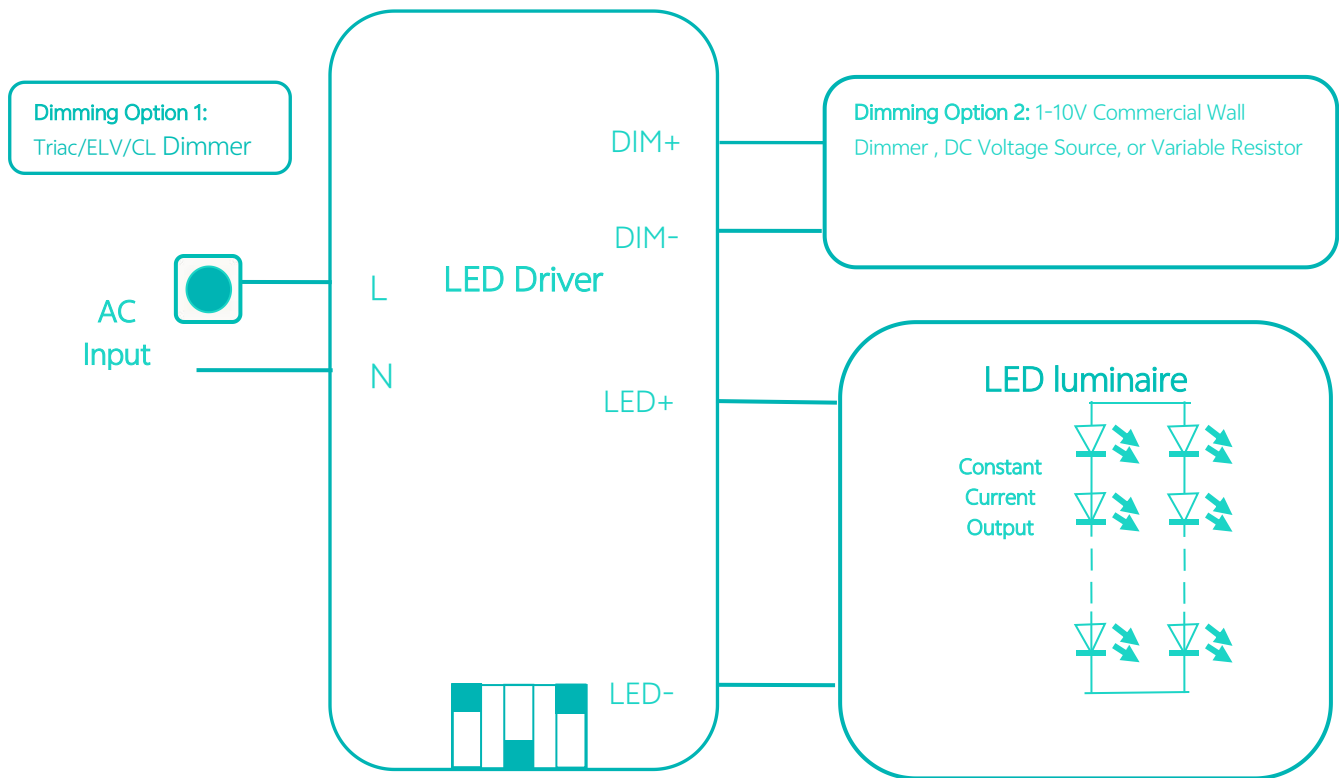 Dimming Option 1:
Triac/ELV/CL Dimmer
AC
Input
L
N
LED Driver
DIM+
DIM-
LED+
LED-
Dimming Option 2: 1-10V Commercial Wall
Dimmer , DC Voltage Source, or Variable Resistor
LED luminaire
Constant
Current
Output